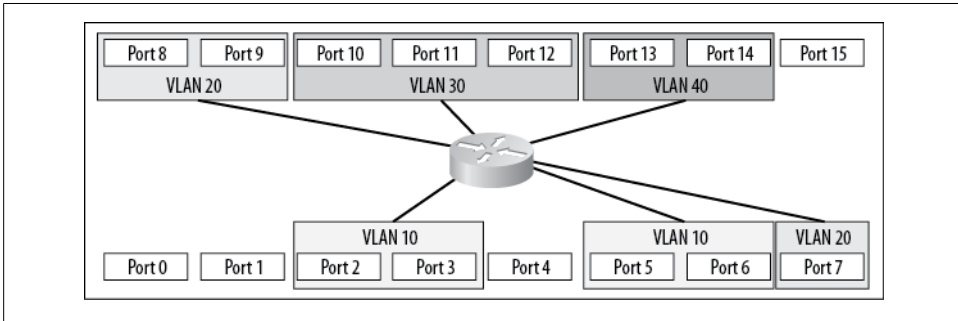 Port 8 Port 9 Port 10 Port 11 Port 12 Port 13 Port 14 Port 15
VLAN 20 VLAN 30 VLAN 40
VLAN 10 VLAN 10 VLAN 20
Port 0 Port 1 Port 2 Port 3 Port 4 Port 5 Port 6 Port 7